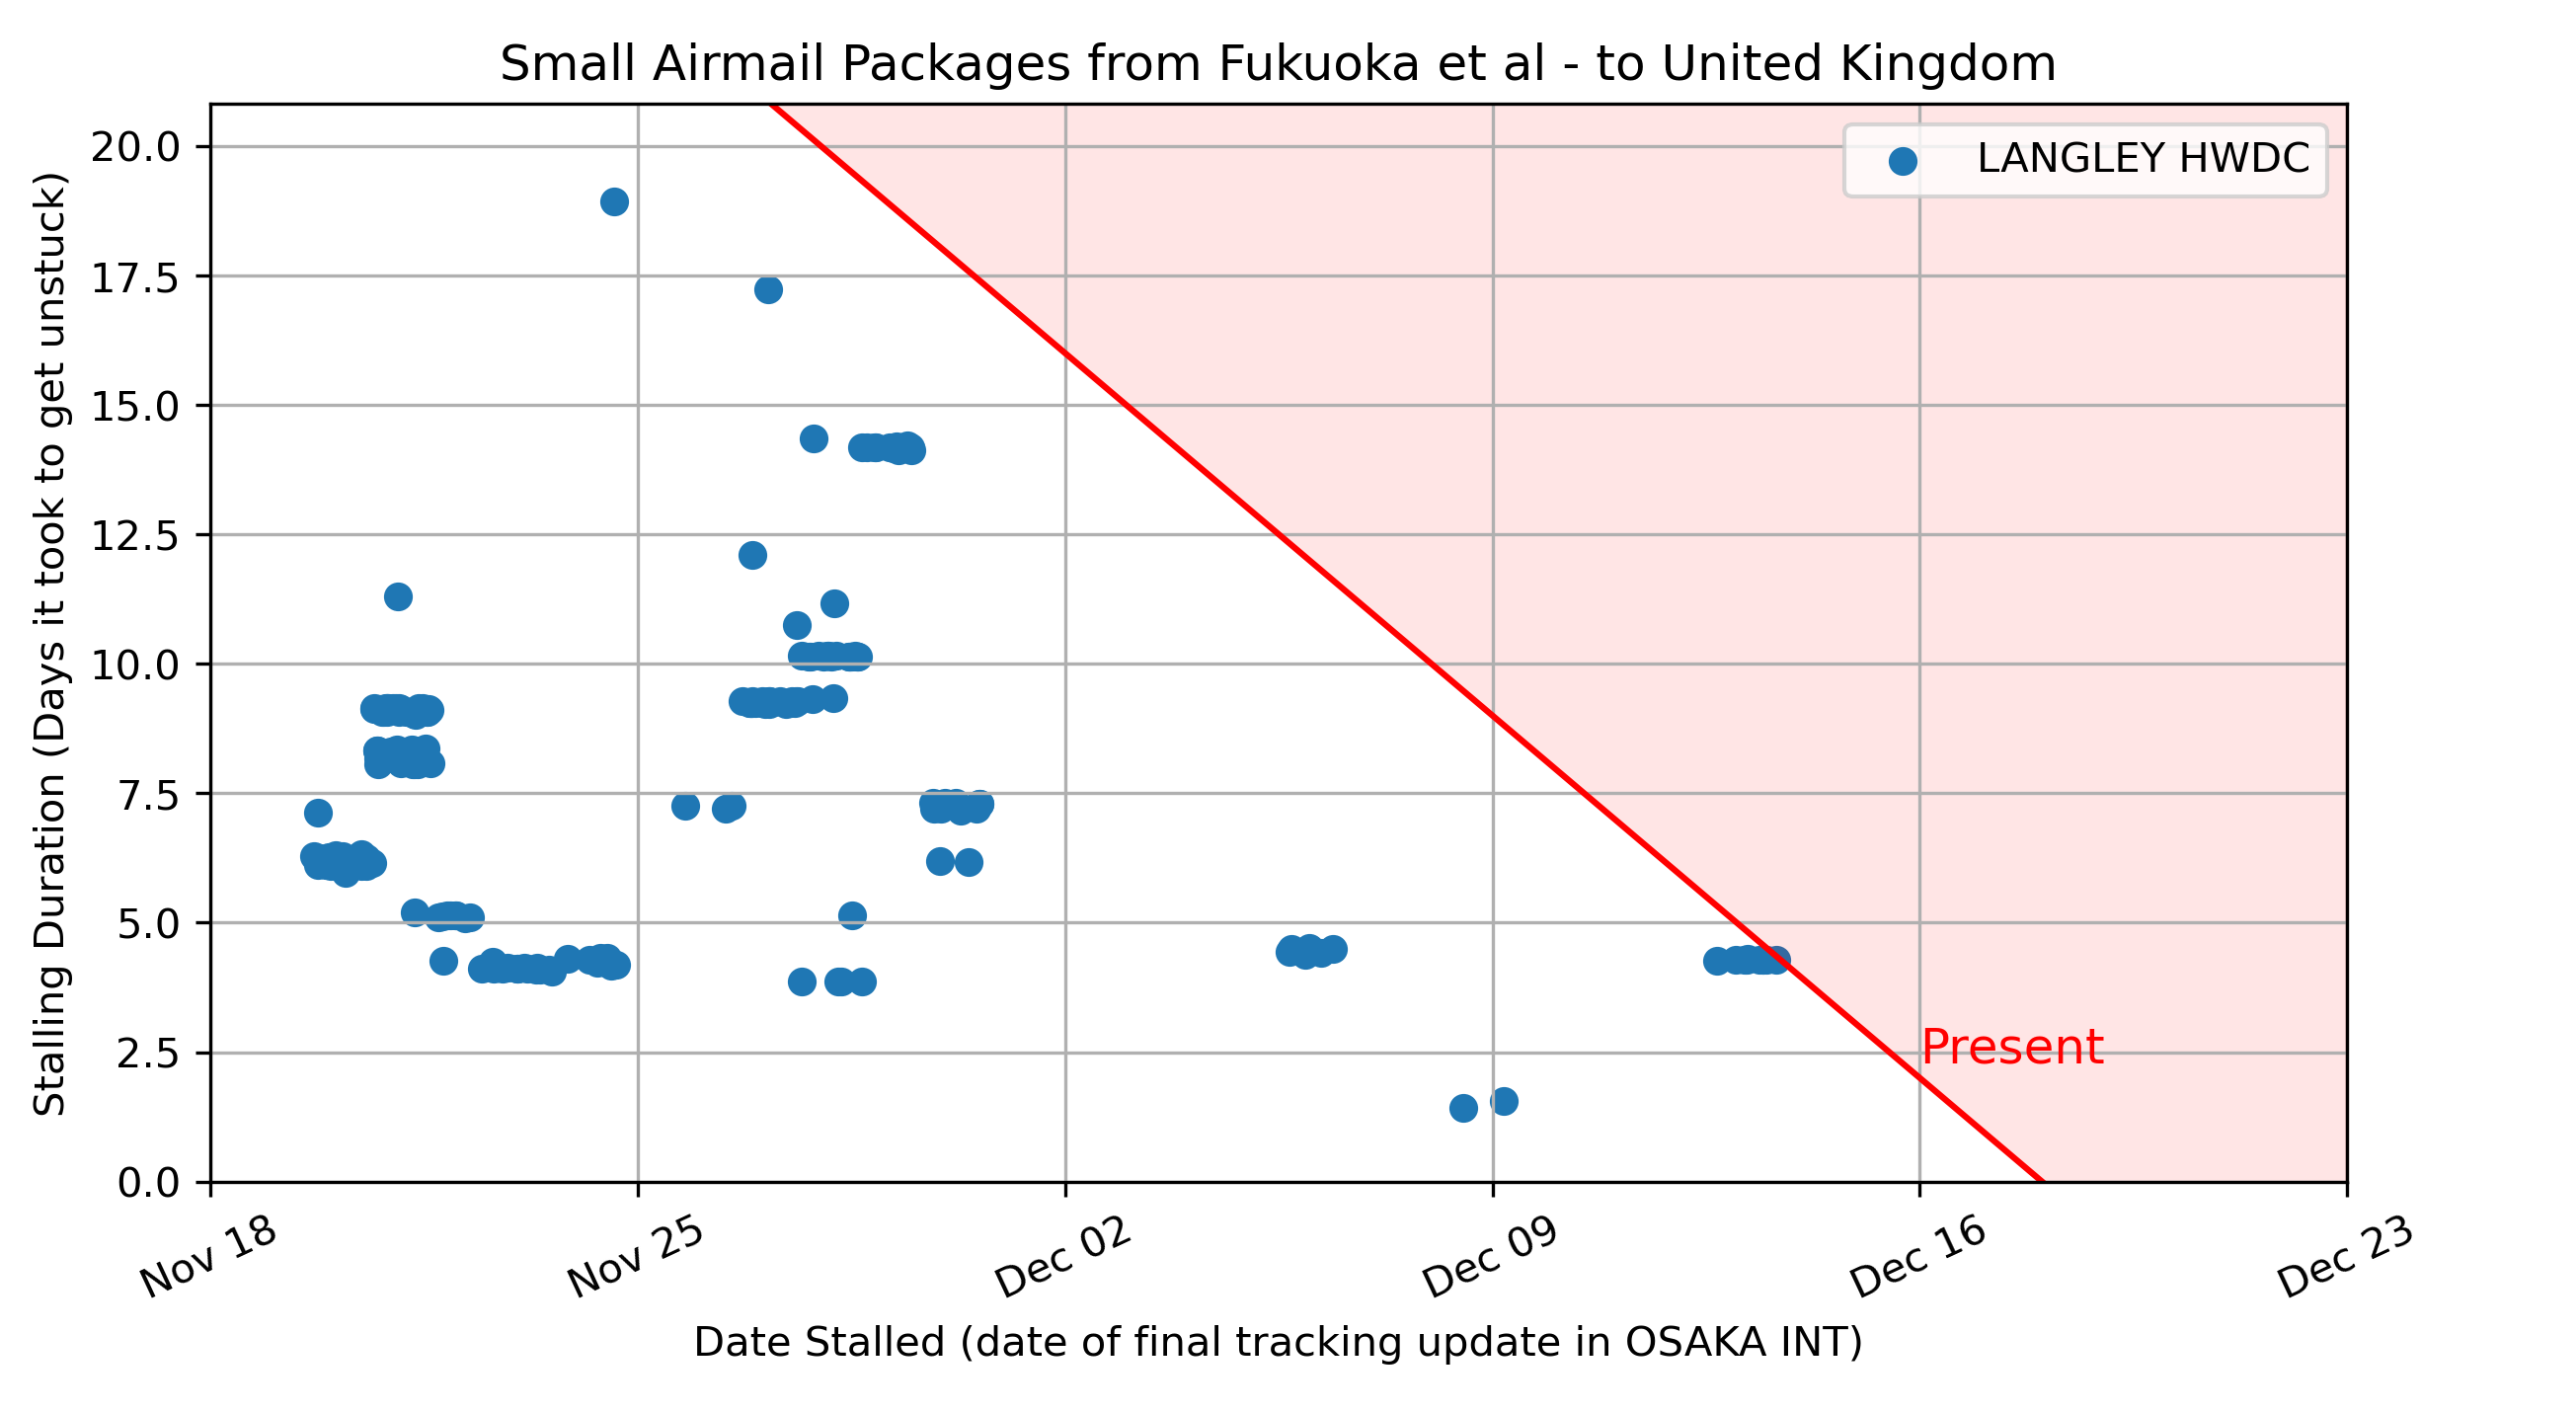 Small Airmail Packages from Fukuoka et al - to United Kingdom
LANGLEY HWDC
Stalling Duration (Days it took to get unstuck)
20.0
17.5
15.0
12.5
10.0
7.5
5.0
2.5
0.0
Present
Nov 18
Nov 25
Dec 02
Dec 09
Dec 16
Dec 23
Date Stalled (date of final tracking update in OSAKA INT)